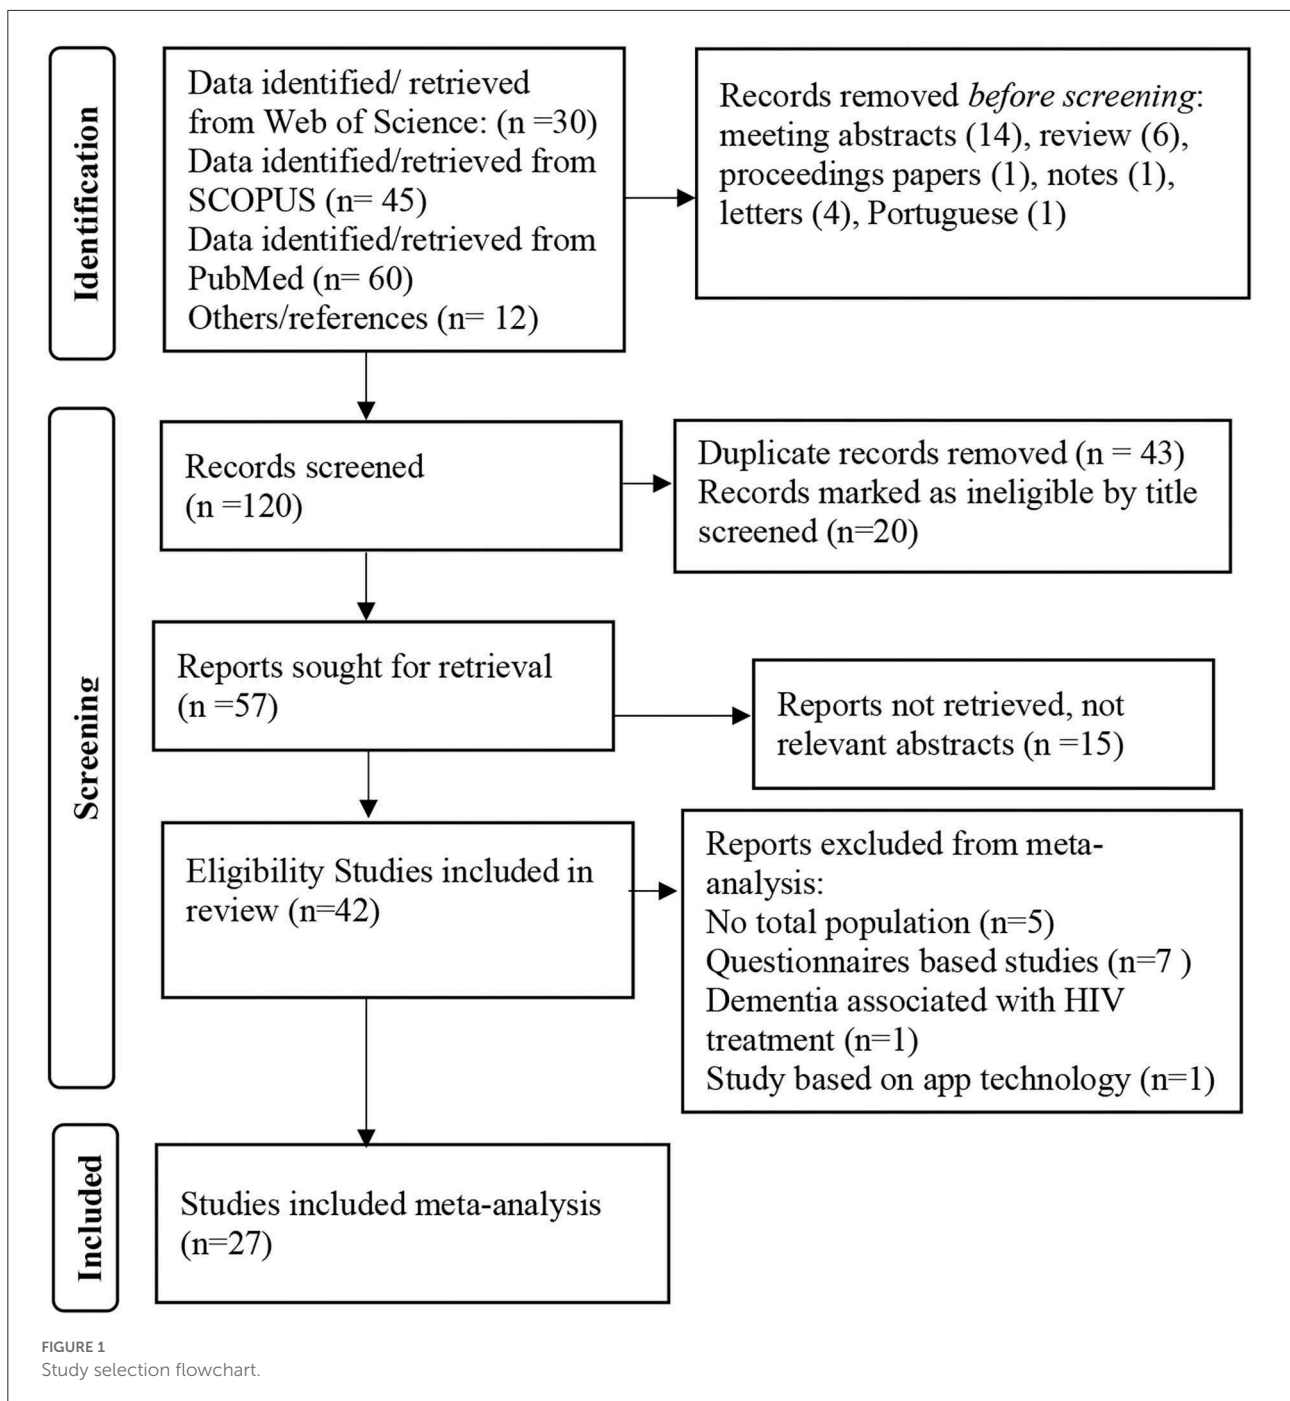 Identification
Data identified/ retrieved
from Web of Science: (n =30)
Data identified/retrieved from
SCOPUS (n= 45)
Data identified/retrieved from
PubMed (n= 60)
Others/references (n= 12)
Records removed before screening:
meeting abstracts (14), review (6),
proceedings papers (1), notes (1),
letters (4), Portuguese (1)
Screening
Records screened
(n =120)
Duplicate records removed (n = 43)
Records marked as ineligible by title
screened (n=20)
Reports sought for retrieval
(n =57)
Reports not retrieved, not
relevant abstracts (n =15)
Eligibility Studies included in
review (n=42)
Reports excluded from meta-
analysis:
No total population (n=5)
Questionnaires based studies (n=7 )
Dementia associated with HIV
treatment (n=1)
Study based on app technology (n=1)
Included
Studies included meta-analysis
(n=27)
FIGURE 1
Study selection flowchart.